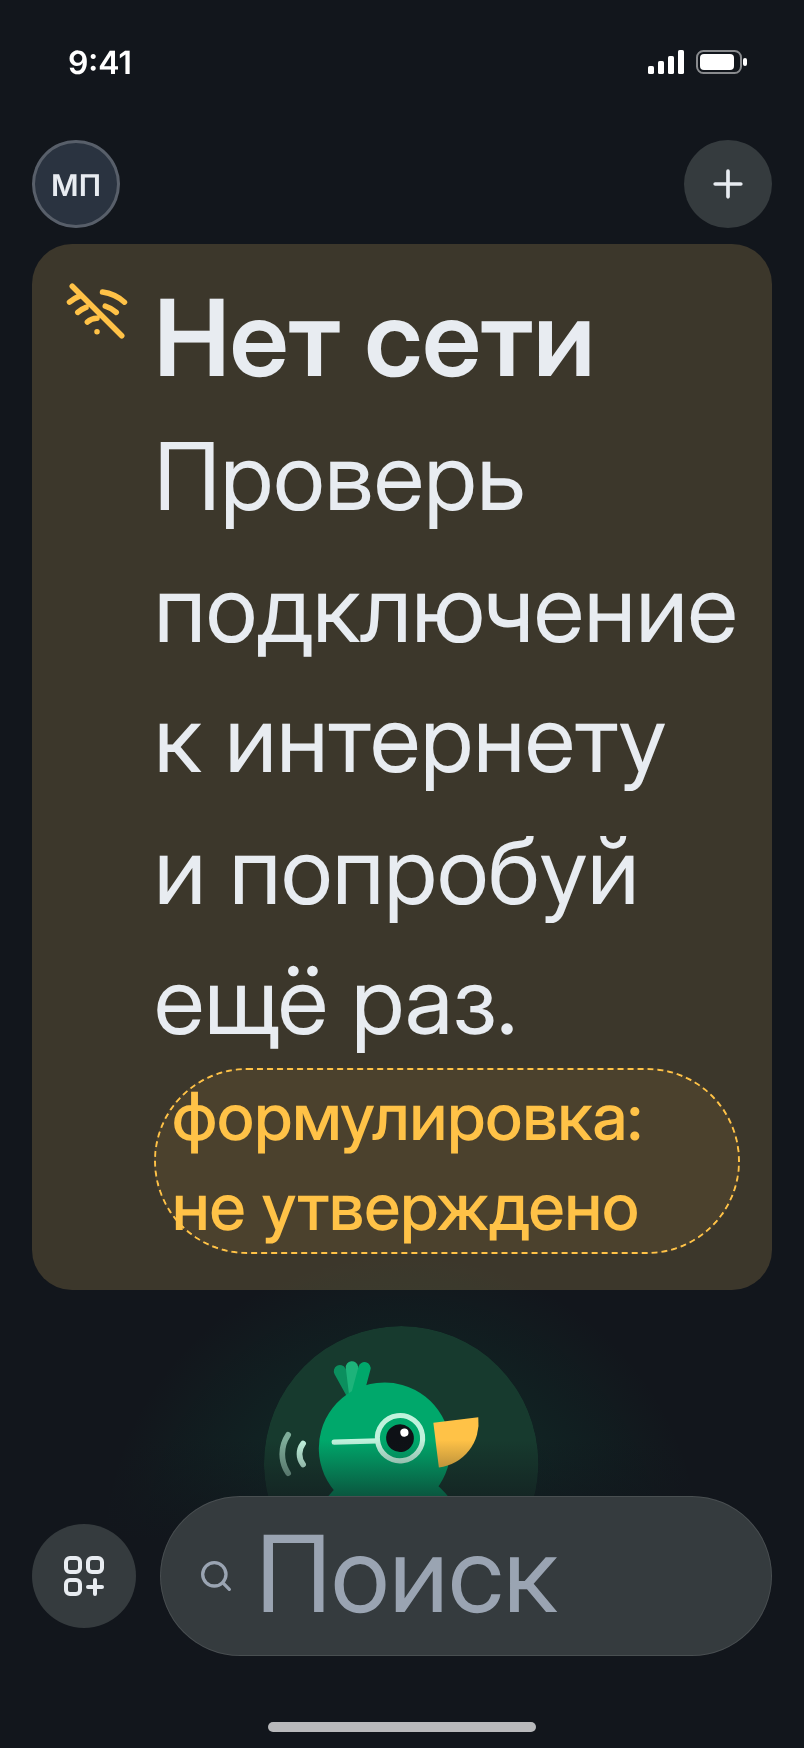 9:41
МП
Нет сети
Проверь
подключение
к интернету
и попробуй
ещё раз.
формулировка:
не утверждено
Поиск